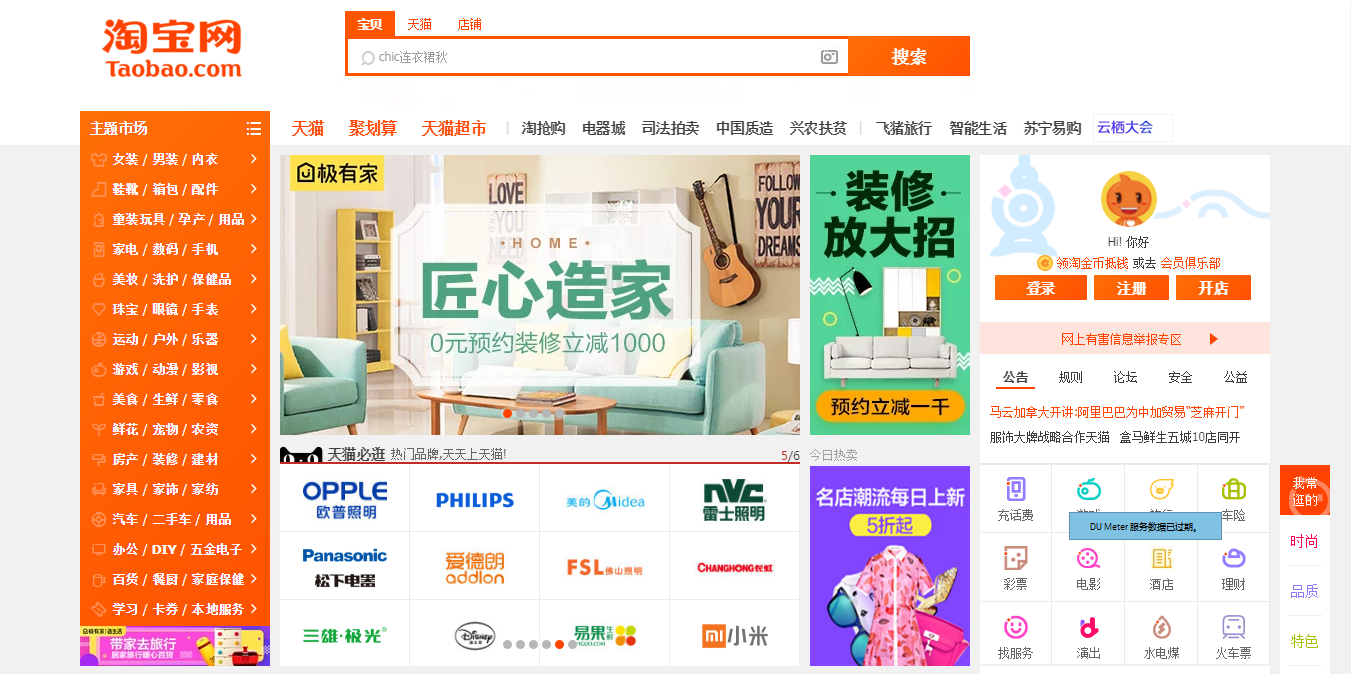 淘宝网
Taobao.com
宝贝 天猫 店铺
chic连衣裙秋
搜索
主题市场
天猫 聚划算 天猫超市 淘抢购 电器城 司法拍卖 中国质造 兴农扶贫 飞猪旅行 智能生活 苏宁易购 云栖大会
女装 / 男装 / 内衣
鞋靴 / 箱包 / 配件
童装玩具 / 孕产 / 用品
家电 / 数码 / 手机
美妆 / 洗护 / 保健品
珠宝 / 眼镜 / 手表
运动 / 户外 / 乐器
游戏 / 动漫 / 影视
美食 / 生鲜 / 零食
鲜花 / 宠物 / 农资
房产 / 装修 / 建材
家具 / 家饰 / 家纺
汽车 / 二手车 / 用品
办公 / DIY / 五金电子
百货 / 餐厨 / 家庭保健
学习 / 卡券 / 本地服务
带家去旅行
居家旅行暖心百货
极有家
LOVE
FOLLOW
YOUR
DREAMS
·HOME·
匠心造家
0元预约装修立减1000
装修
放大招
预约立减一千
Hi! 你好
领淘金币抵钱 或去 会员俱乐部
登录 注册 开店
网上有害信息举报专区
公告 规则 论坛 安全 公益
马云加拿大开讲:阿里巴巴为中加贸易"芝麻开门"
服饰大牌战略合作天猫 盒马鲜生五城10店同开
天猫必逛 热门品牌,天天上天猫! 5/6
OPPLE
欧普照明
PHILIPS
美的 Midea
nvc
雷士照明
Panasonic
松下电器
爱德朗
addlon
FSL佛山照明
CHANGHONG长虹
三雄·极光
Disney
易果生鲜
小米
今日热卖
名店潮流每日上新
5折起
充话费 车险
DU Meter 服务数据已过期。
彩票 电影 酒店 理财
找服务 演出 水电煤 火车票
我常
逛的
时尚
品质
特色